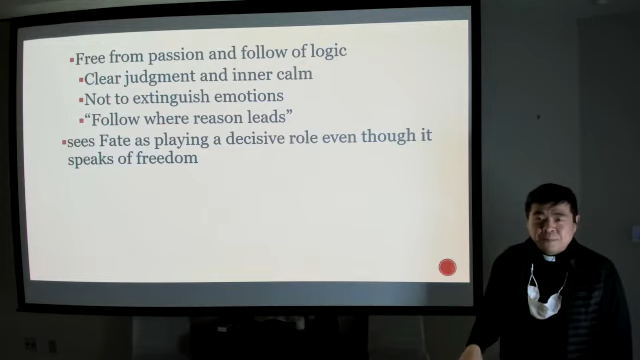 ▪Free from passion and follow of logic
▪Clear judgment and inner calm
▪Not to extinguish emotions
▪“Follow where reason leads”
▪sees Fate as playing a decisive role even though it
speaks of freedom